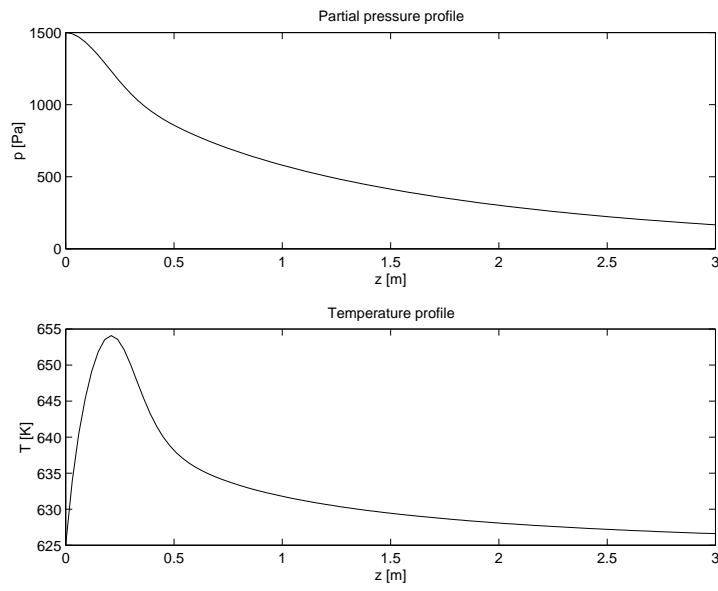 Partial pressure profile
1500
1000
500
0
p [Pa]
0 0.5 1 1.5 2 2.5 3
z [m]
Temperature profile
655
650
645
640
635
630
625
T [K]
0 0.5 1 1.5 2 2.5 3
z [m]